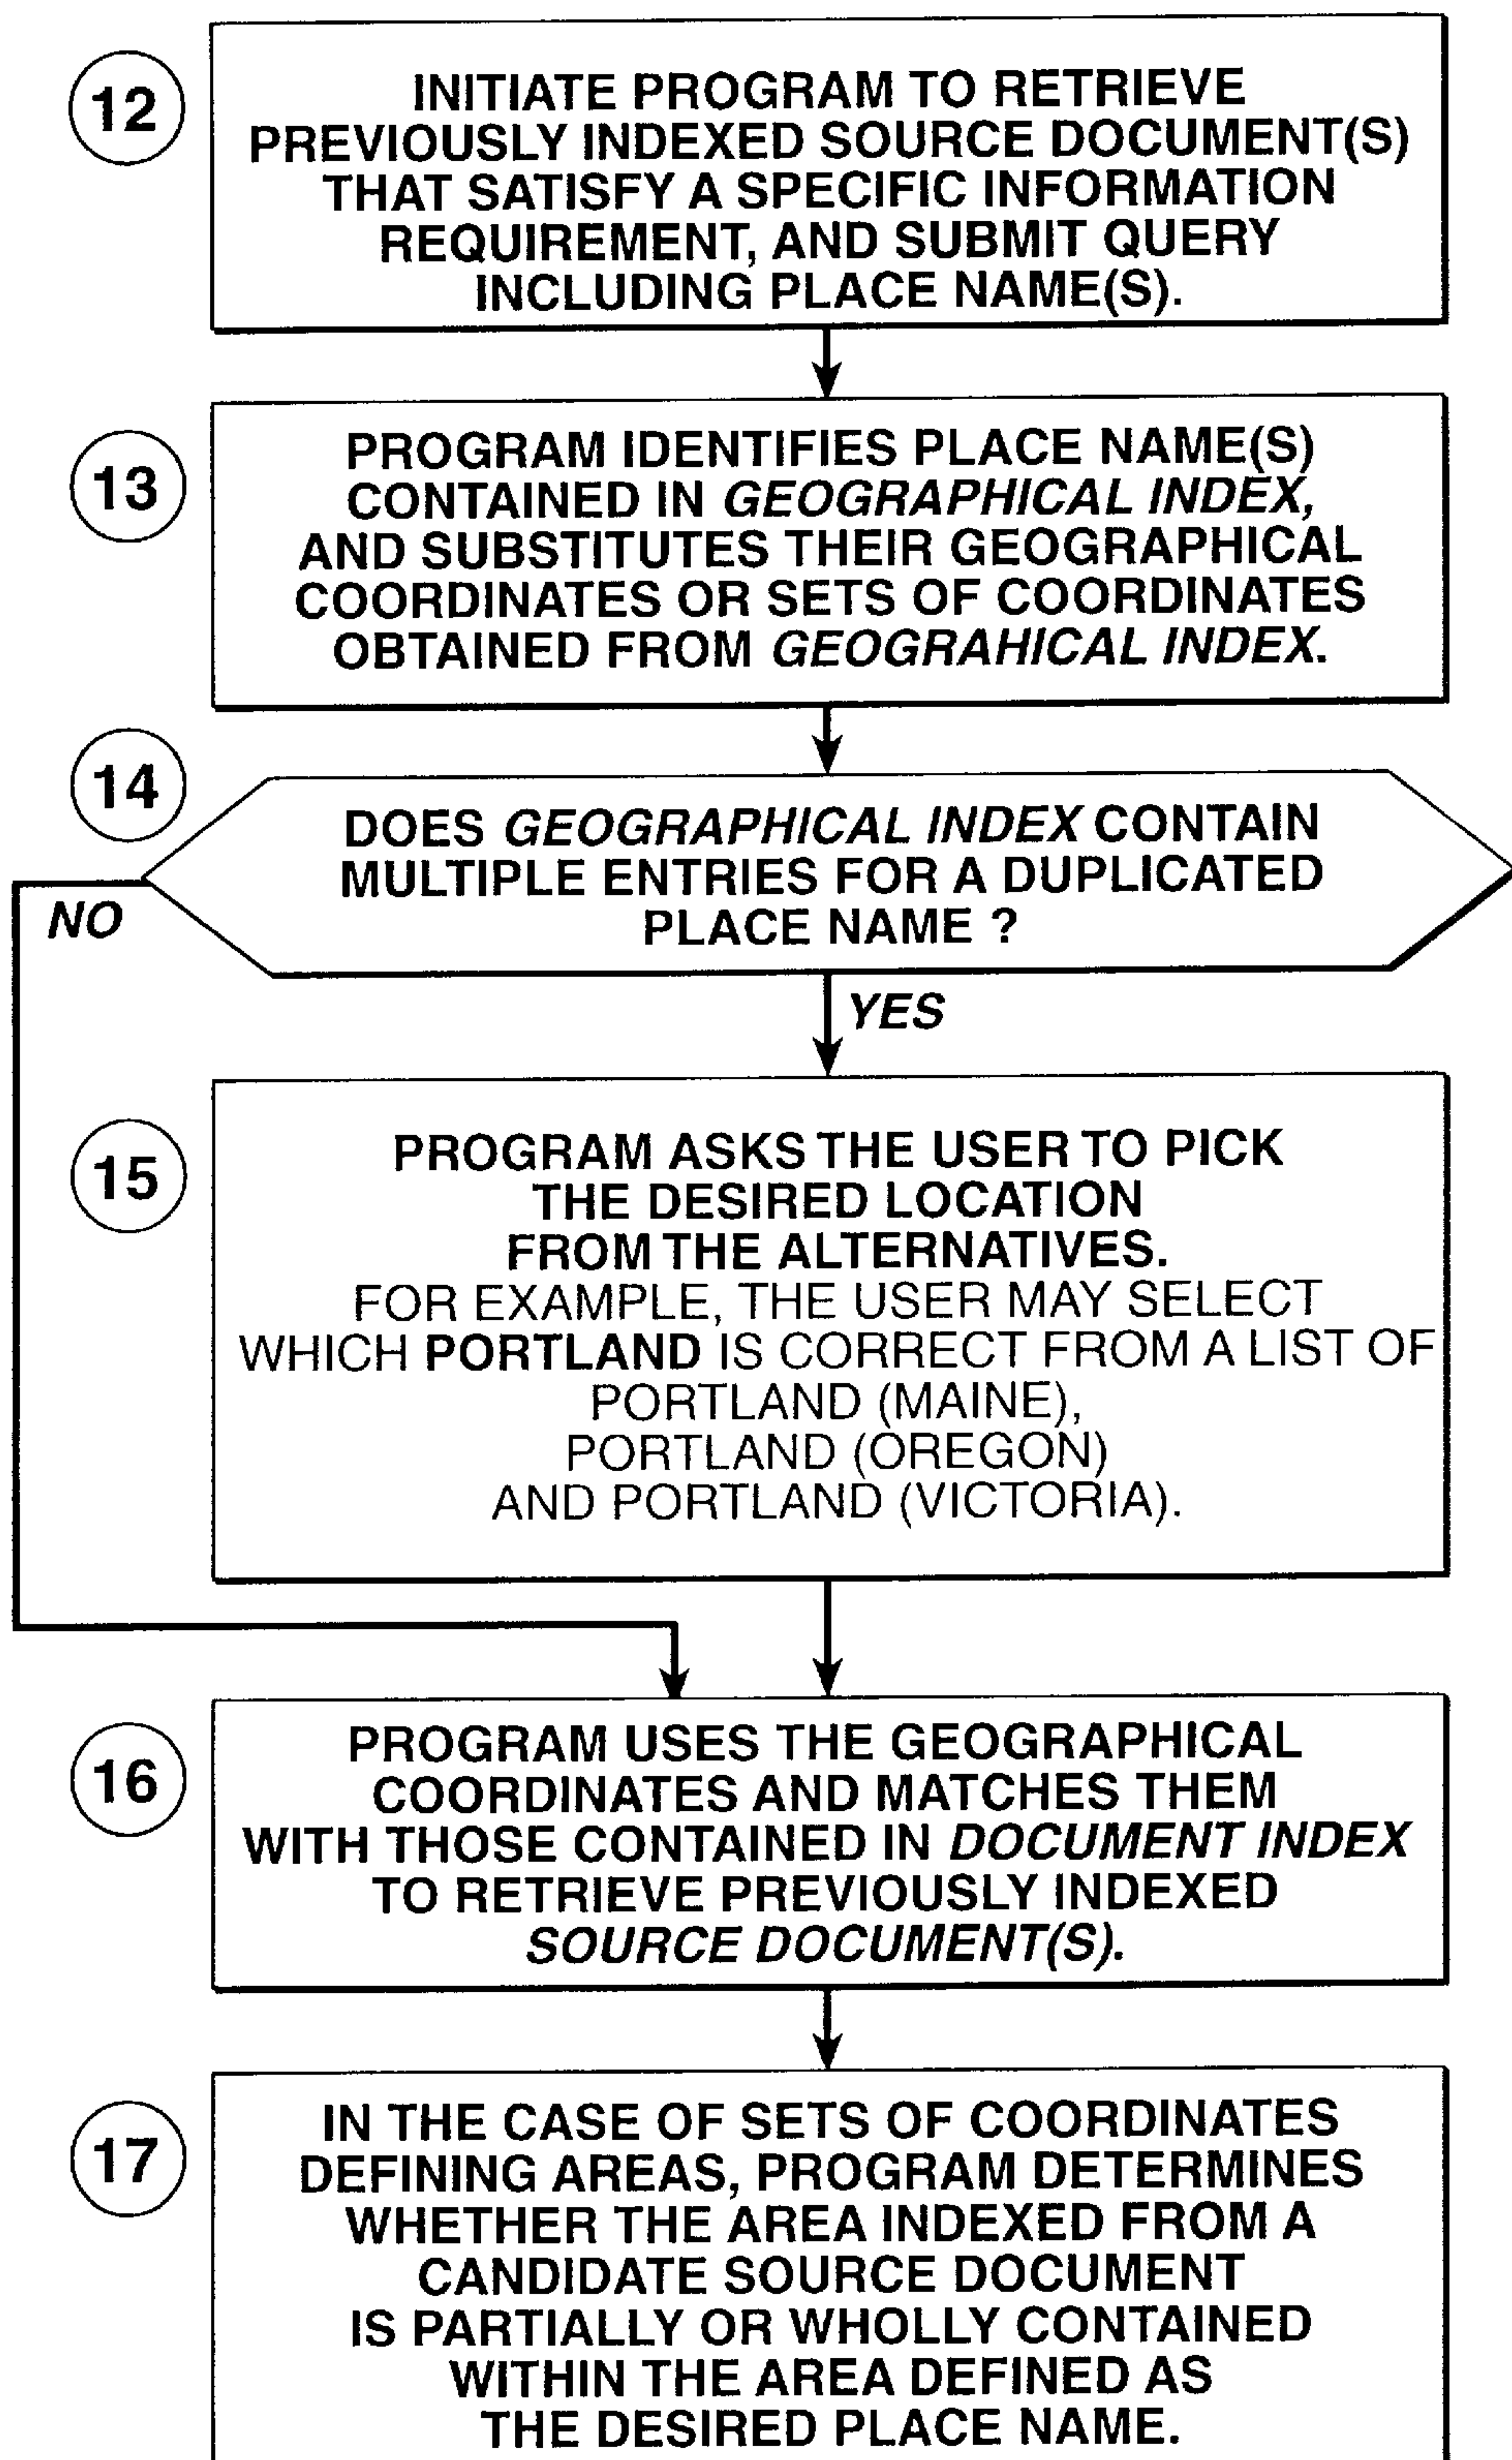 12
INITIATE PROGRAM TO RETRIEVE
PREVIOUSLY INDEXED SOURCE DOCUMENT(S)
THAT SATISFY A SPECIFIC INFORMATION
REQUIREMENT, AND SUBMIT QUERY
INCLUDING PLACE NAME(S).
13
PROGRAM IDENTIFIES PLACE NAME(S)
CONTAINED IN GEOGRAPHICAL INDEX,
AND SUBSTITUTES THEIR GEOGRAPHICAL
COORDINATES OR SETS OF COORDINATES
OBTAINED FROM GEOGRAHICAL INDEX.
14
DOES GEOGRAPHICAL INDEX CONTAIN
MULTIPLE ENTRIES FOR A DUPLICATED
PLACE NAME ?
NO
YES
15
PROGRAM ASKS THE USER TO PICK
THE DESIRED LOCATION
FROM THE ALTERNATIVES.
FOR EXAMPLE, THE USER MAY SELECT
WHICH PORTLAND IS CORRECT FROM A LIST OF
PORTLAND (MAINE),
PORTLAND (OREGON)
AND PORTLAND (VICTORIA).
16
PROGRAM USES THE GEOGRAPHICAL
COORDINATES AND MATCHES THEM
WITH THOSE CONTAINED IN DOCUMENT INDEX
TO RETRIEVE PREVIOUSLY INDEXED
SOURCE DOCUMENT(S).
17
IN THE CASE OF SETS OF COORDINATES
DEFINING AREAS, PROGRAM DETERMINES
WHETHER THE AREA INDEXED FROM A
CANDIDATE SOURCE DOCUMENT
IS PARTIALLY OR WHOLLY CONTAINED
WITHIN THE AREA DEFINED AS
THE DESIRED PLACE NAME.